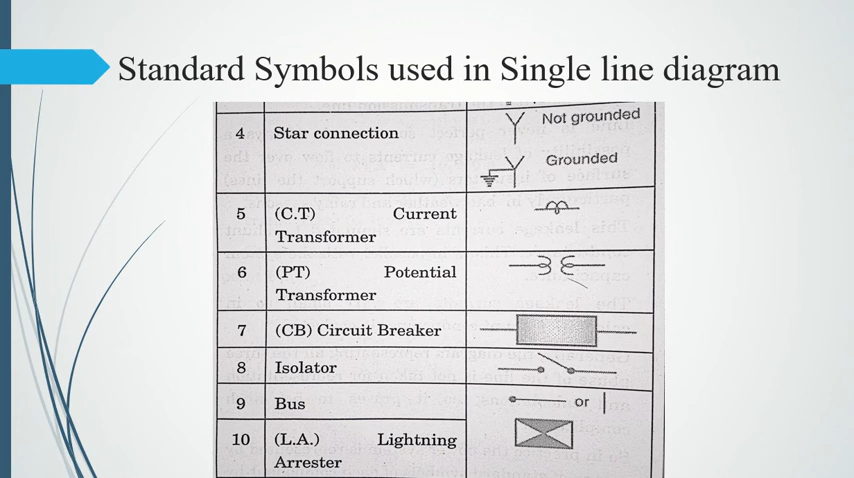 Standard Symbols used in Single line diagram
4 Star connection Not grounded
Grounded
5 (C.T) Current
Transformer
6 (PT) Potential
Transformer
7 (CB) Circuit Breaker
8 Isolator
9 Bus or
10 (L.A.) Lightning
Arrester